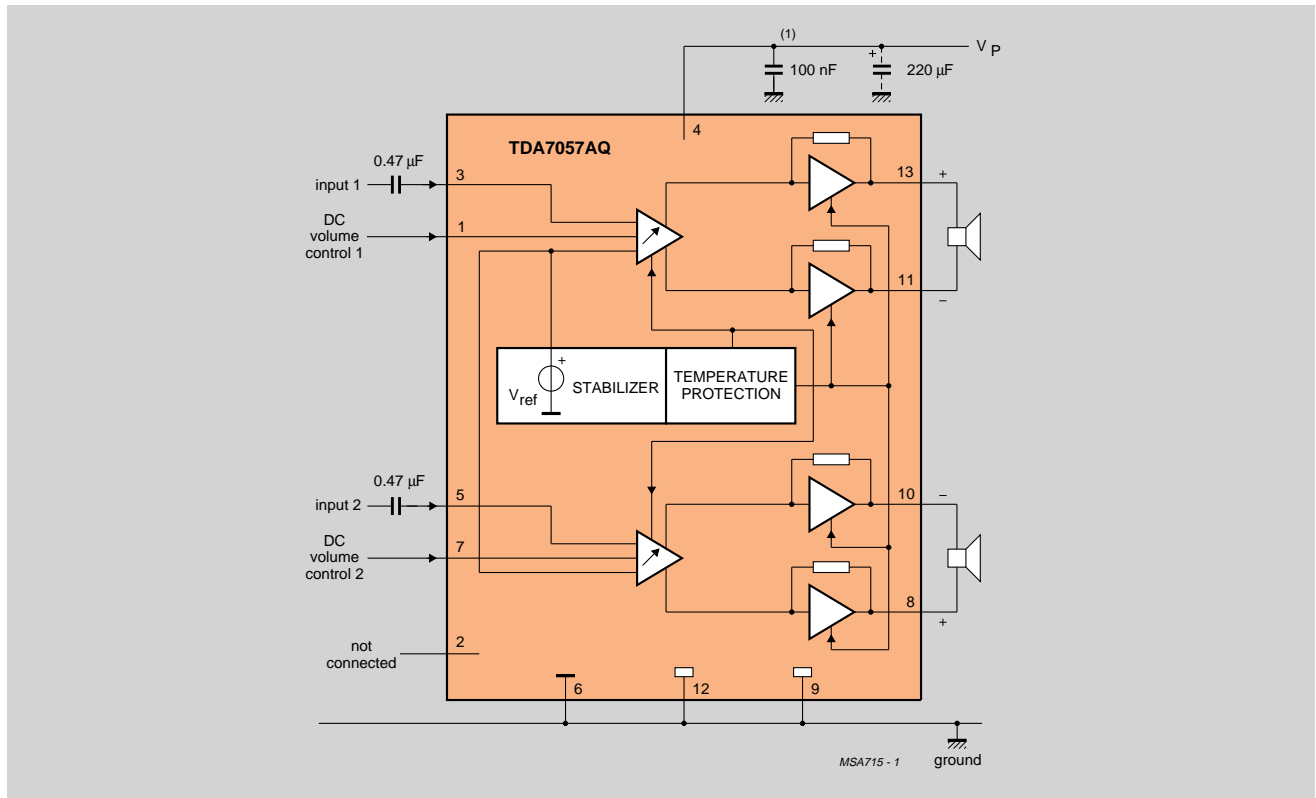 (1)
V P
+
100 nF
220 µF
4
TDA7057AQ
0.47 µF
input 1
3
13
+
DC
volume
control 1
1
11
–
+
Vref
STABILIZER
TEMPERATURE
PROTECTION
0.47 µF
input 2
5
10
–
DC
volume
control 2
7
8
+
not
connected
2
6
12
9
MSA715 - 1
ground